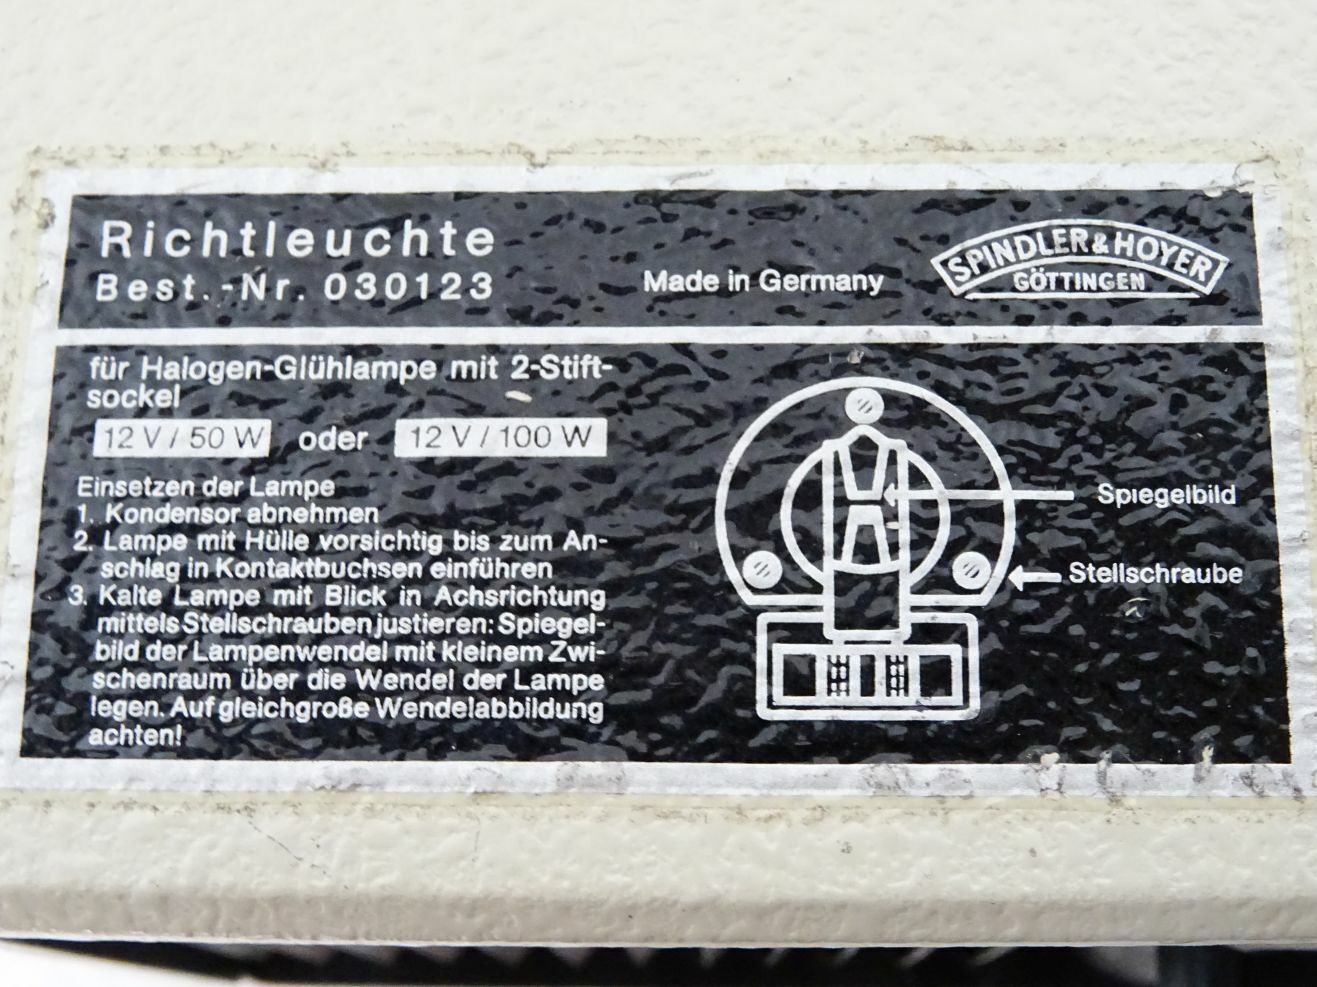 Richtleuchte
Best.-Nr. 030123
Made in Germany
SPINDLER & HOYER
GÖTTINGEN
für Halogen-Glühlampe mit 2-Stift-
sockel
12 V / 50 W oder 12 V / 100 W
Einsetzen der Lampe
1. Kondensor abnehmen
2. Lampe mit Hülle vorsichtig bis zum An-
schlag in Kontaktbuchsen einführen
3. Kalte Lampe mit Blick in Achsrichtung
mittels Stellschrauben justieren: Spiegel-
bild der Lampenwendel mit kleinem Zwi-
schenraum über die Wendel der Lampe
legen. Auf gleichgroße Wendelabbildung
achten!
Spiegelbild
Stellschraube